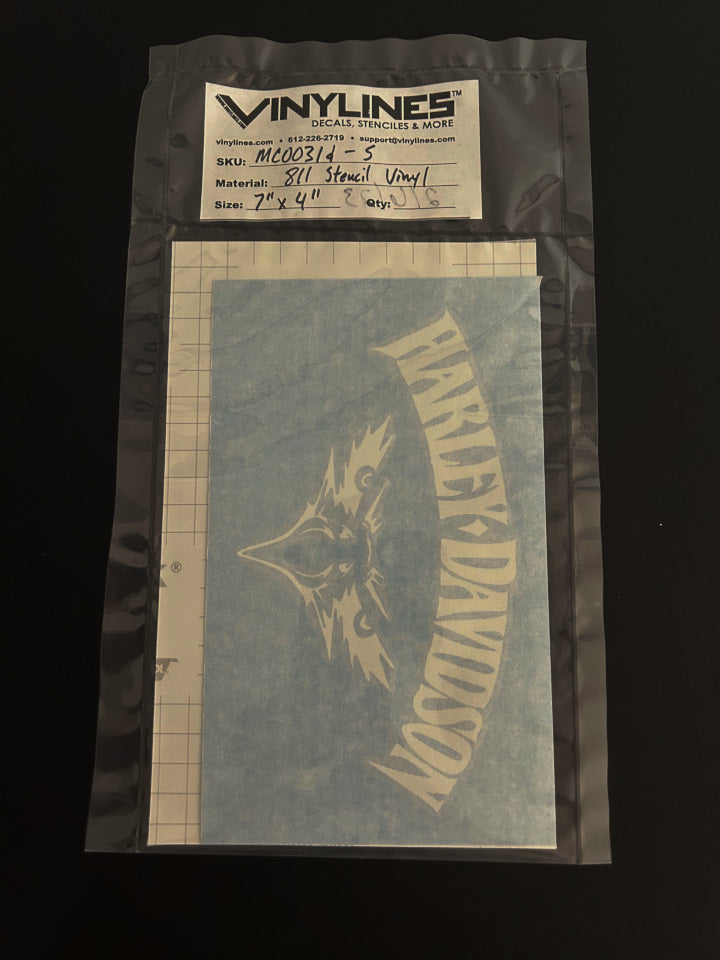 VINYLINES™
DECALS, STENCILES & MORE
vinylines.com • 612-226-2719 • support@vinylines.com
SKU: MC0031d - S
Material: 811 Stencil Vinyl
Size: 7" x 4" Qty:
HARLEY-DAVIDSON
®